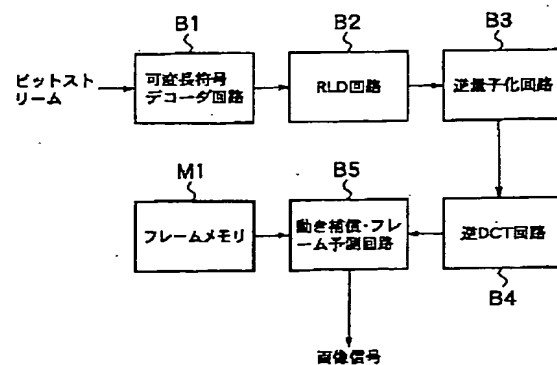 B1
B2
B3
ビットスト
リーム
可変長符号
デコーダ回路
RLD回路
逆量子化回路
M1
B5
フレームメモリ
動き補信・フレ
ーム予測回路
逆DCT回路
B4
画像信号